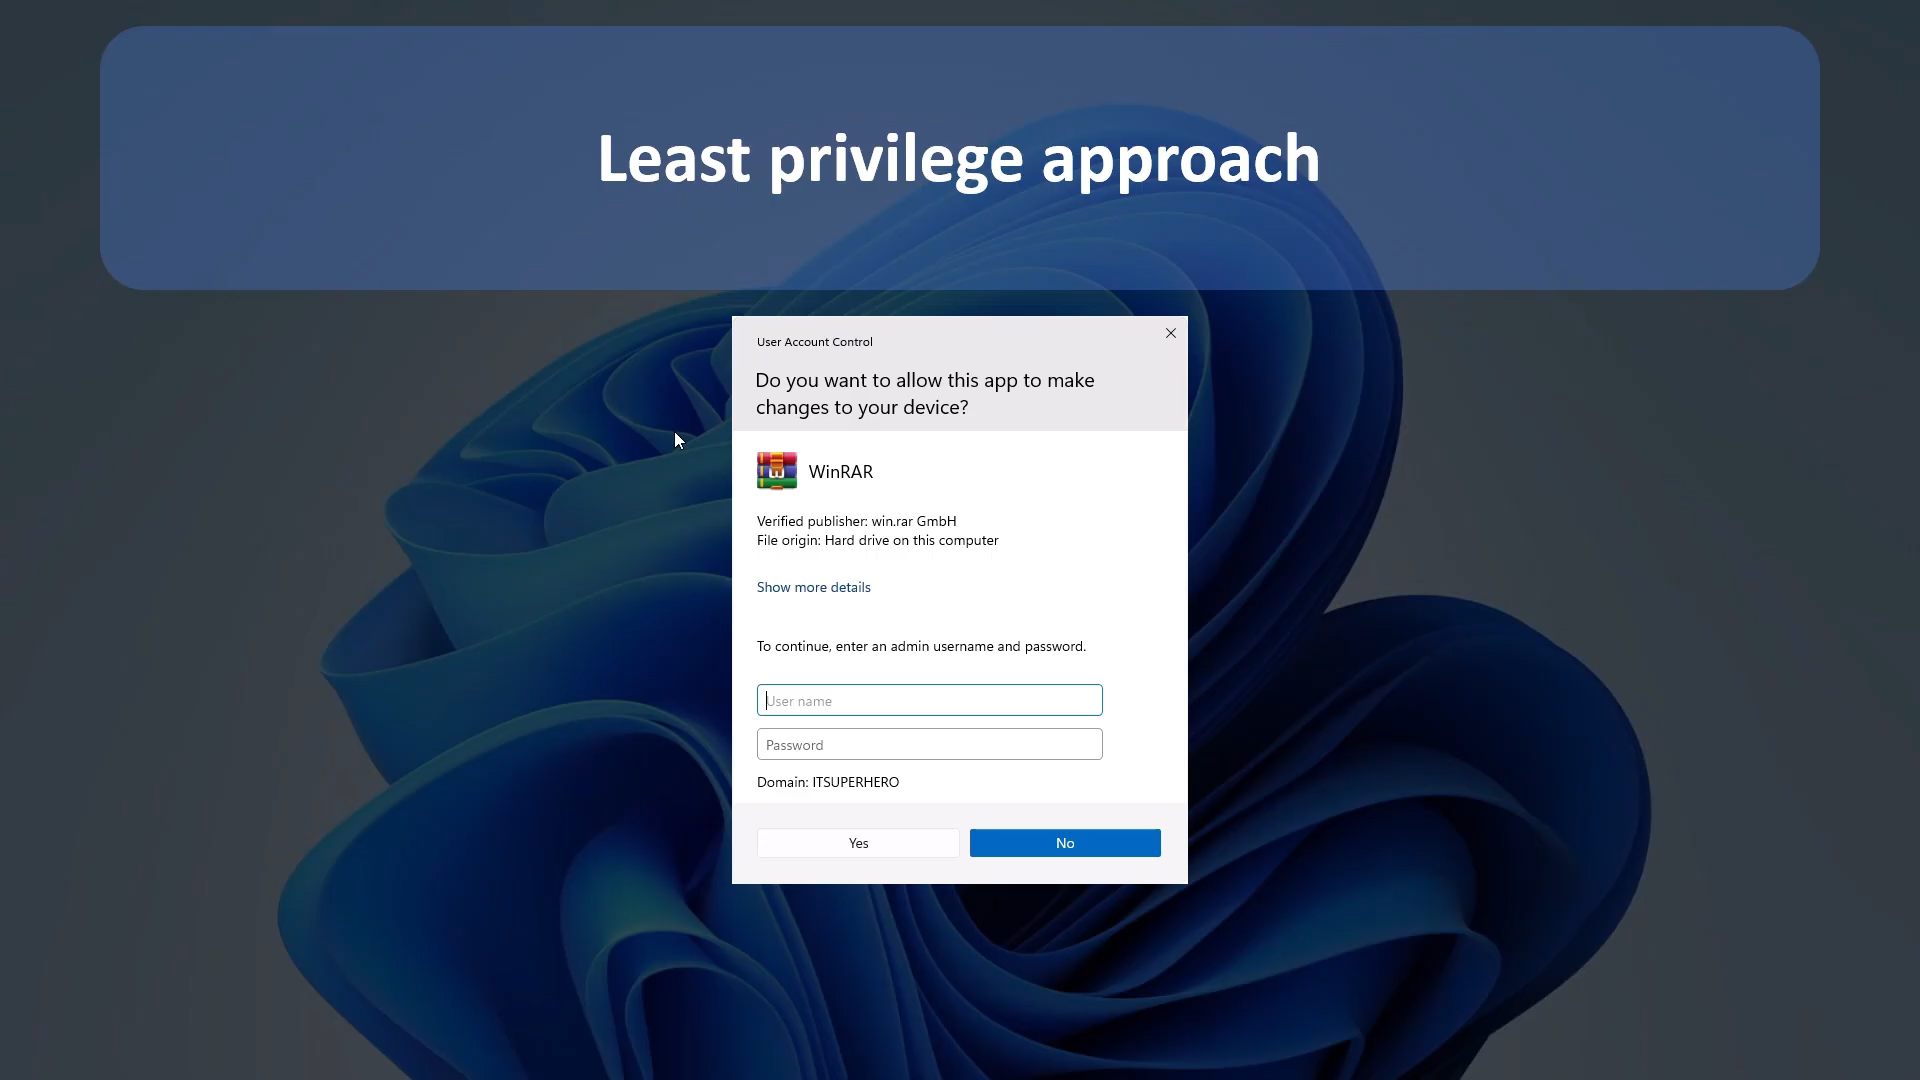 Least privilege approach
User Account Control
Do you want to allow this app to make
changes to your device?
WinRAR
Verified publisher: win.rar GmbH
File origin: Hard drive on this computer
Show more details
To continue, enter an admin username and password.
User name
Password
Domain: ITSUPERHERO
Yes
No